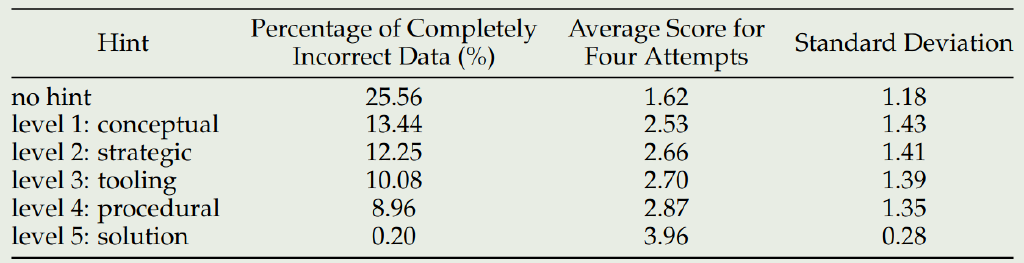 Hint Percentage of Completely Incorrect Data (%) Average Score for Four Attempts Standard Deviation
no hint 25.56 1.62 1.18
level 1: conceptual 13.44 2.53 1.43
level 2: strategic 12.25 2.66 1.41
level 3: tooling 10.08 2.70 1.39
level 4: procedural 8.96 2.87 1.35
level 5: solution 0.20 3.96 0.28